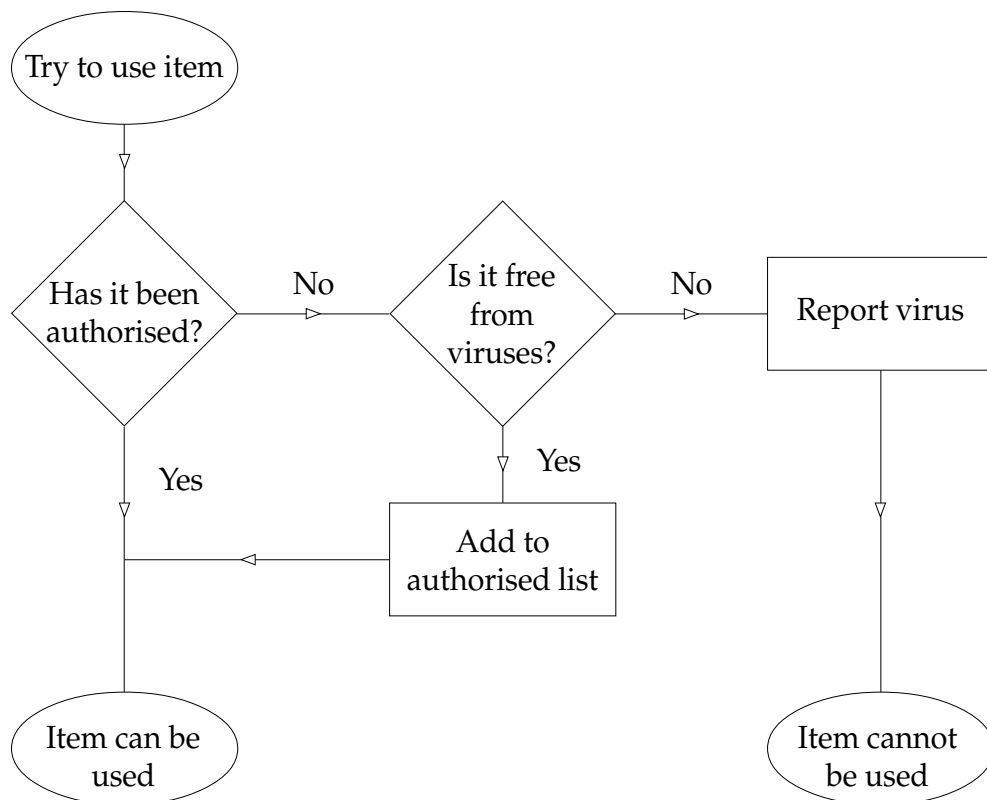 Try to use item
Has it been
authorised?
No
Is it free
from
viruses?
No
Report virus
Yes
Yes
Add to
authorised list
Item can be
used
Item cannot
be used